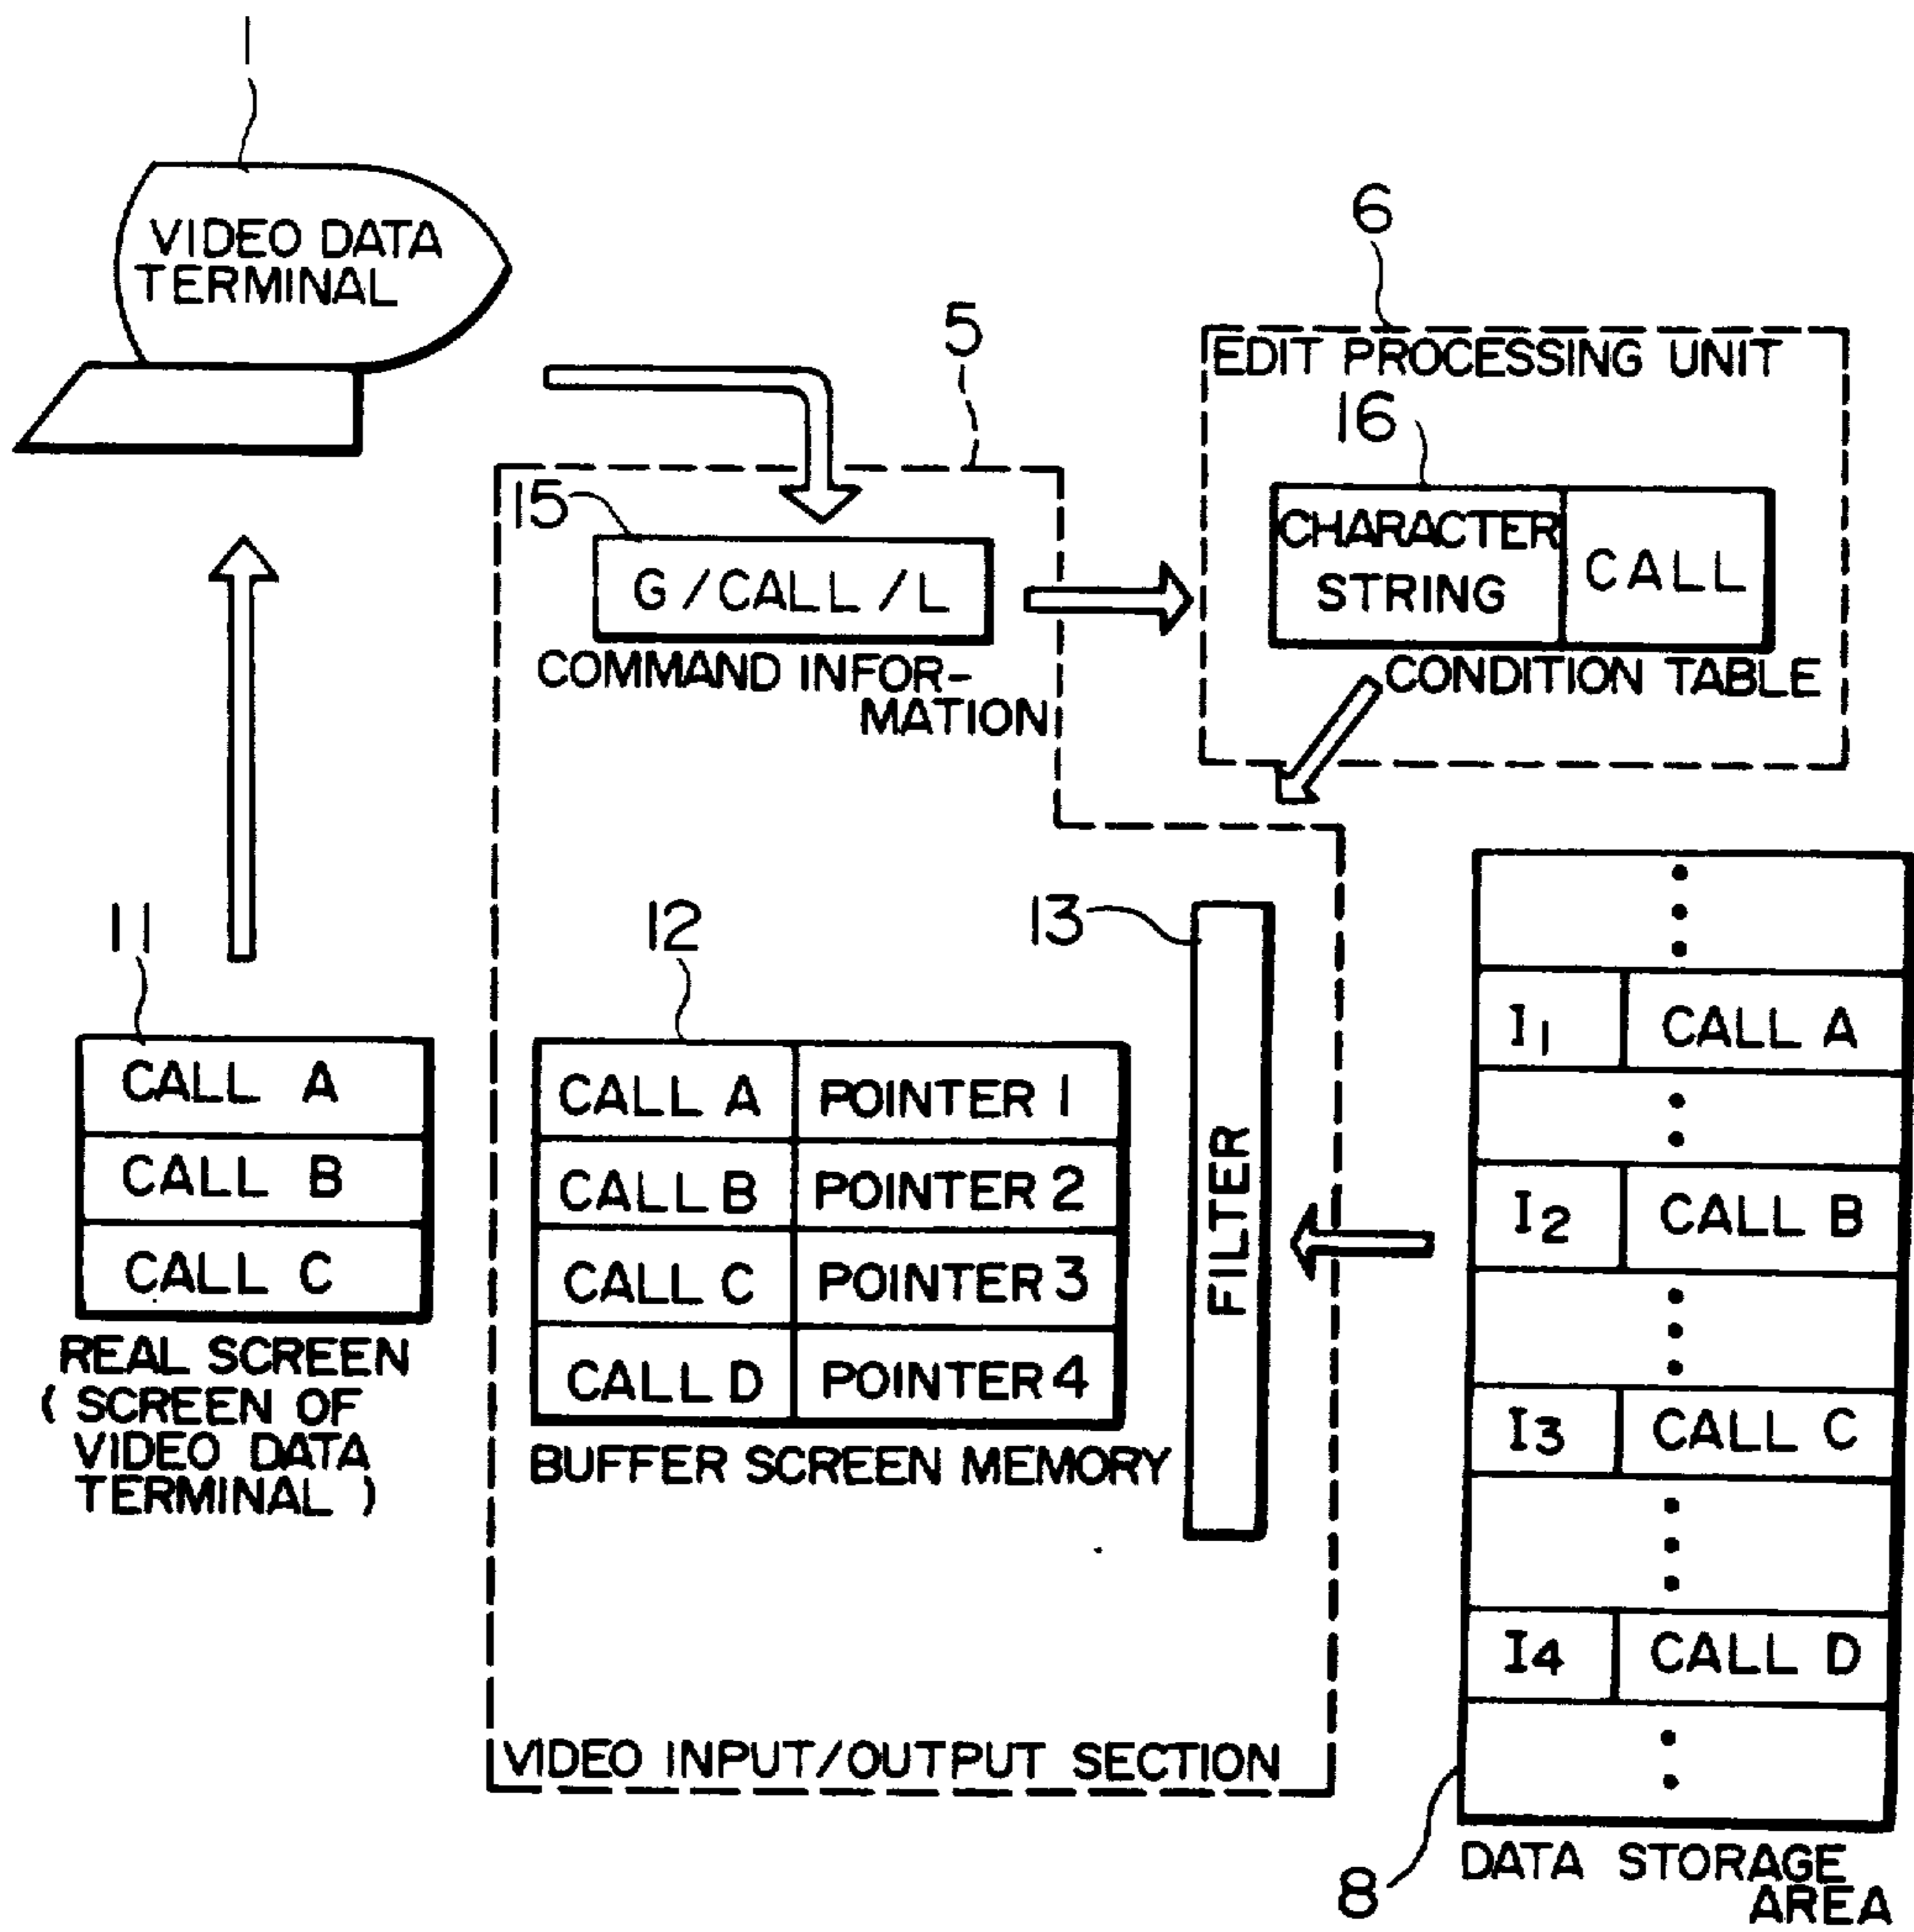 1
VIDEO DATA
TERMINAL
5
6
EDIT PROCESSING UNIT
16
CHARACTER
STRING
CALL
CONDITION TABLE
15
G/CALL/L
COMMAND INFOR-
MATION
11
CALL A
CALL B
CALL C
REAL SCREEN
(SCREEN OF
VIDEO DATA
TERMINAL)
12
CALL A POINTER 1
CALL B POINTER 2
CALL C POINTER 3
CALL D POINTER 4
BUFFER SCREEN MEMORY
13
FILTER
VIDEO INPUT/OUTPUT SECTION
I1 CALL A
I2 CALL B
I3 CALL C
I4 CALL D
8
DATA STORAGE
AREA